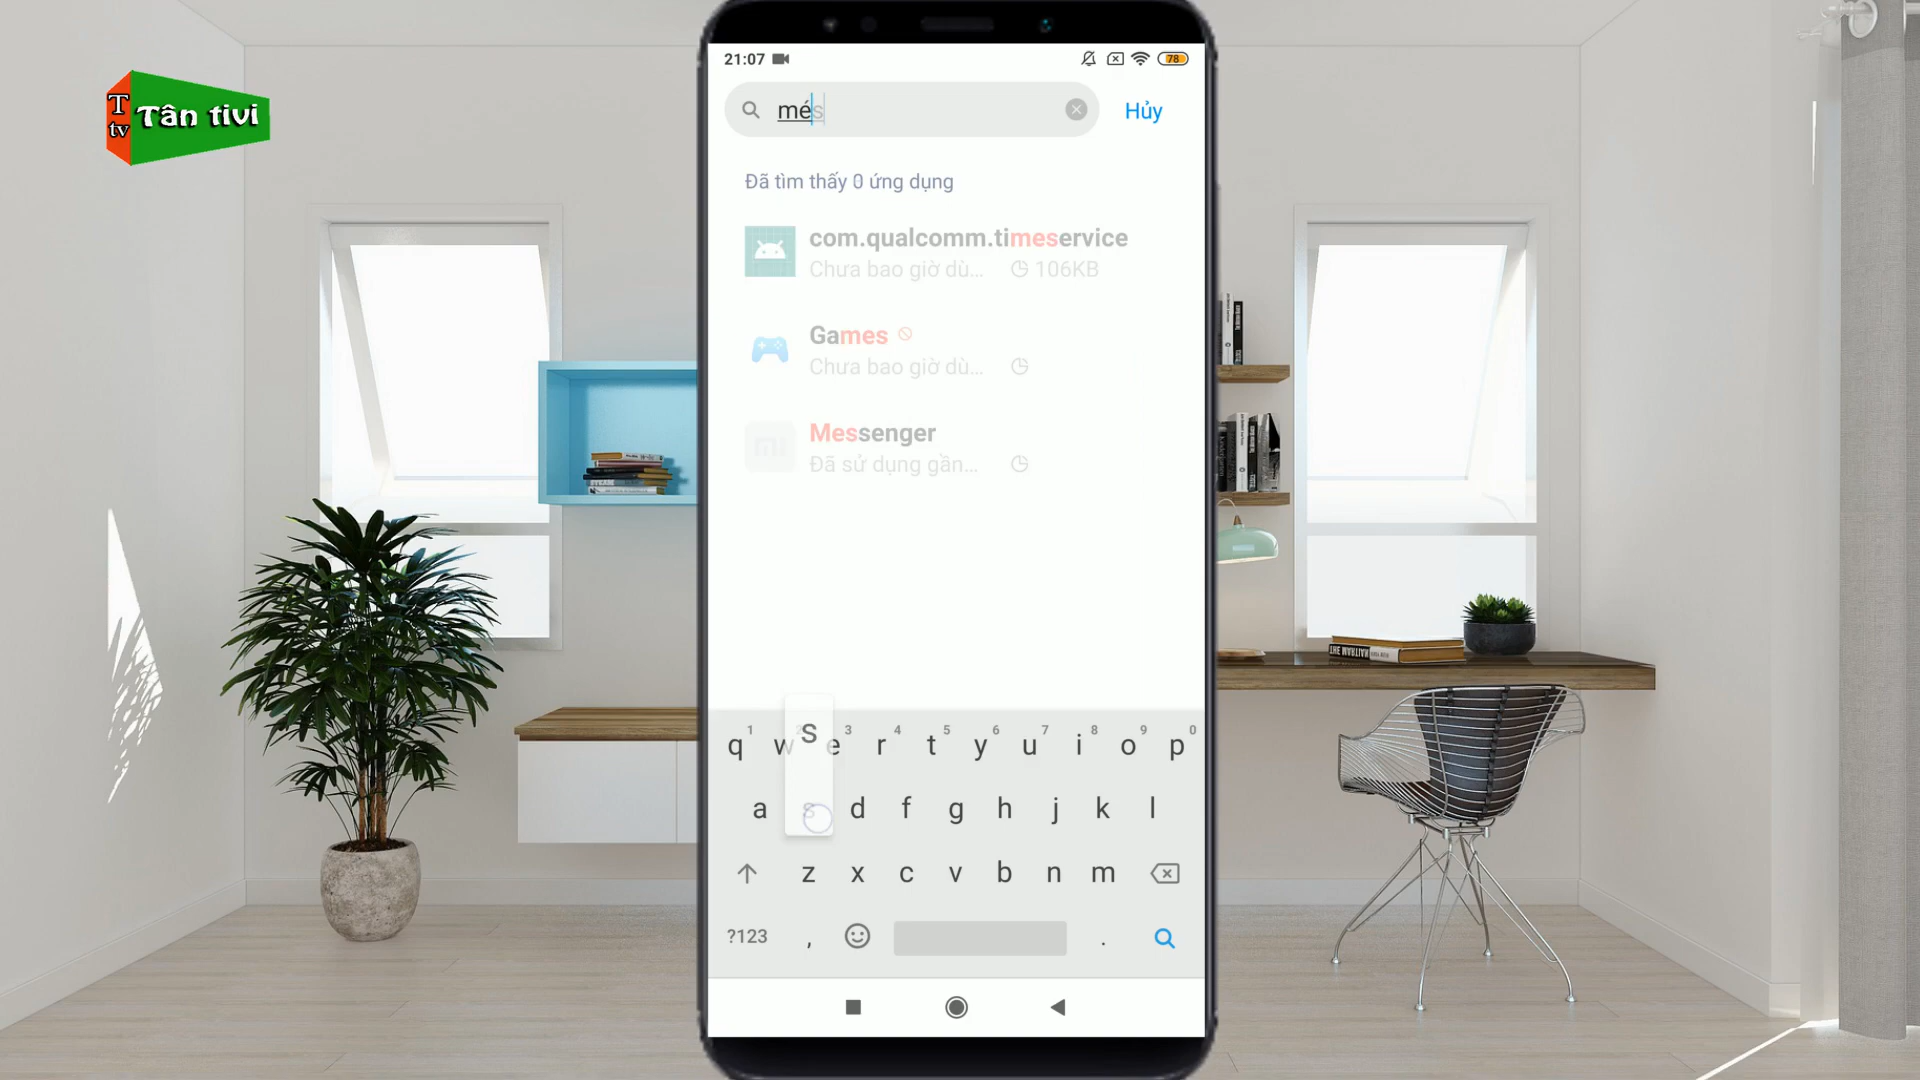 T
tv
Tân tivi
21:07
78
més
Hủy
Đã tìm thấy 0 ứng dụng
com.qualcomm.timeservice
Chưa bao giờ dù... 106KB
Games
Chưa bao giờ dù...
mi
Messenger
Đã sử dụng gần...
S
1 2 3 4 5 6 7 8 9 0
q w e r t y u i o p
a s d f g h j k l
z x c v b n m
?123 , .